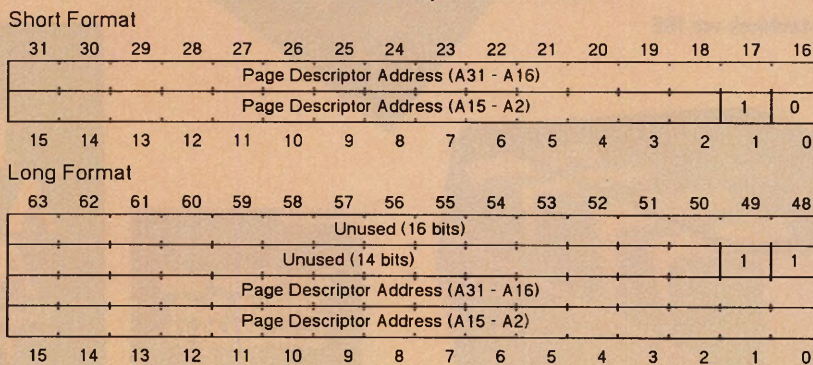 Short Format
31 30 29 28 27 26 25 24 23 22 21 20 19 18 17 16
Page Descriptor Address (A31 - A16)
Page Descriptor Address (A15 - A2) 1 0
15 14 13 12 11 10 9 8 7 6 5 4 3 2 1 0
Long Format
63 62 61 60 59 58 57 56 55 54 53 52 51 50 49 48
Unused (16 bits)
Unused (14 bits) 1 1
Page Descriptor Address (A31 - A16)
Page Descriptor Address (A15 - A2)
15 14 13 12 11 10 9 8 7 6 5 4 3 2 1 0